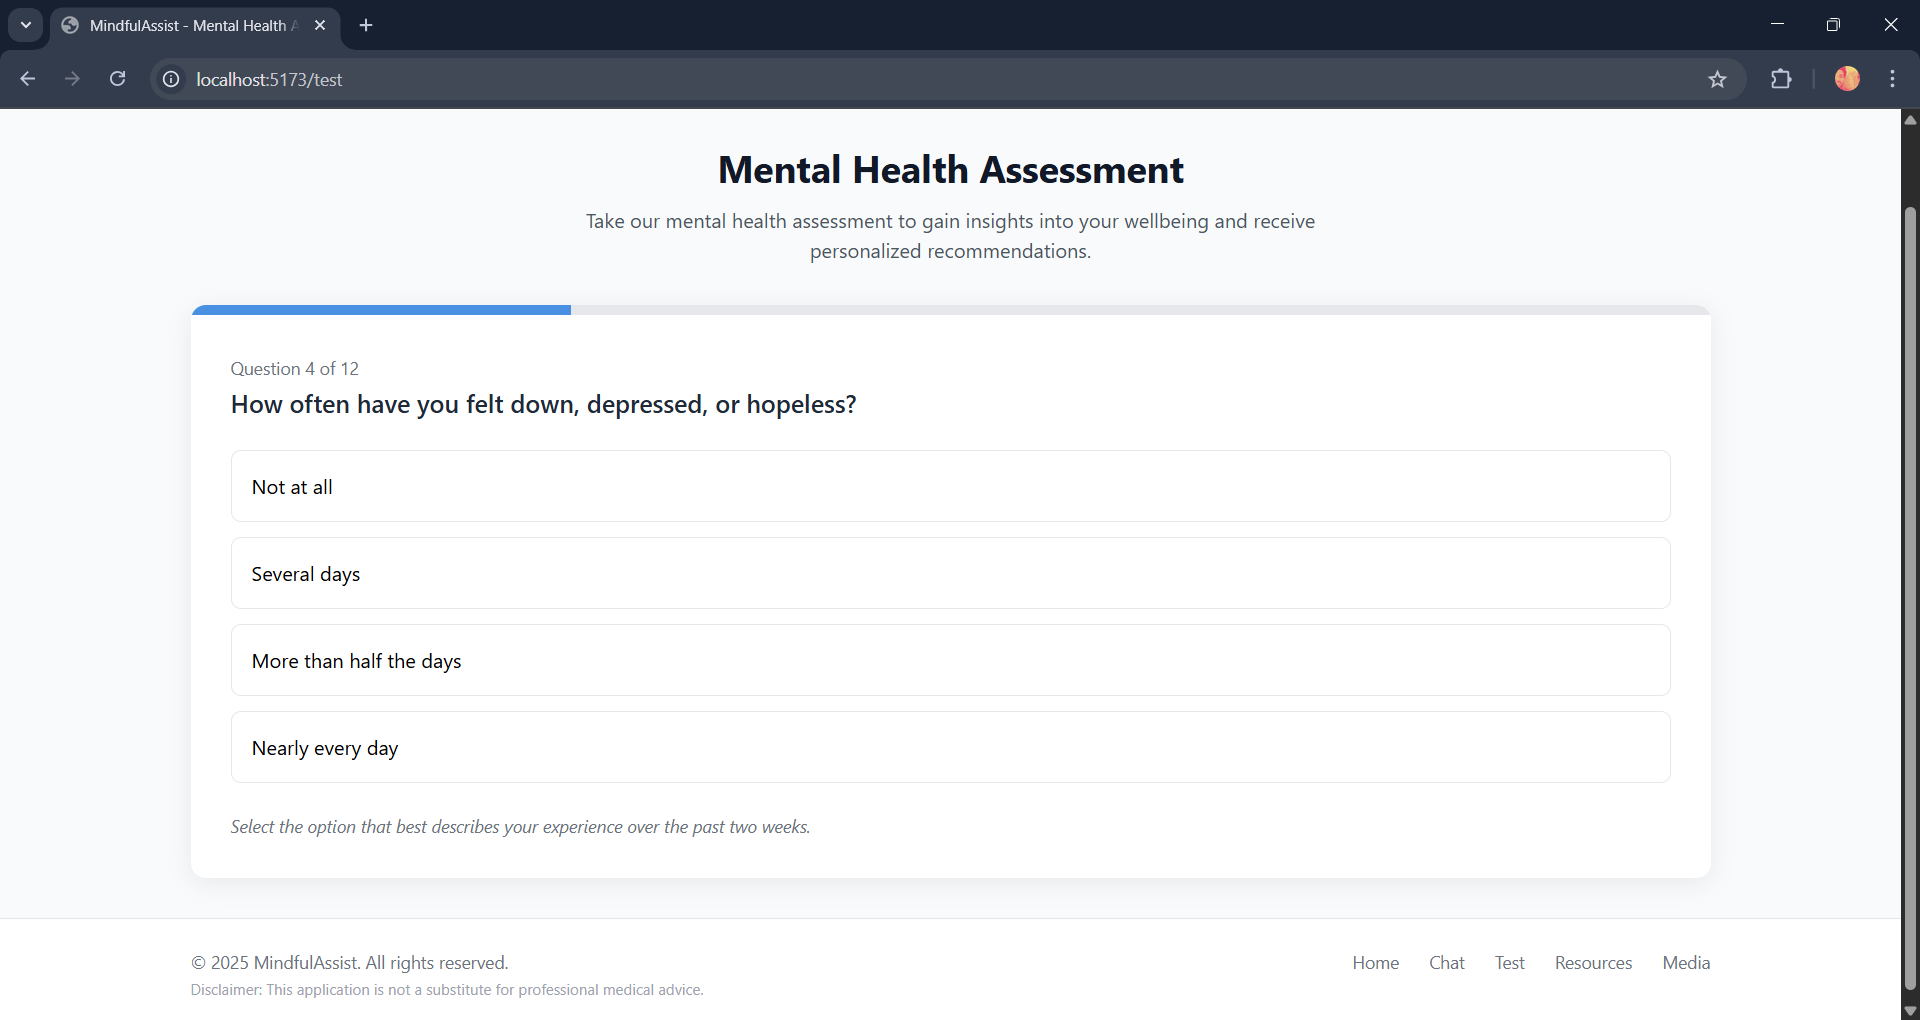 MindfulAssist - Mental Health A
localhost:5173/test
Mental Health Assessment
Take our mental health assessment to gain insights into your wellbeing and receive
personalized recommendations.
Question 4 of 12
How often have you felt down, depressed, or hopeless?
Not at all
Several days
More than half the days
Nearly every day
Select the option that best describes your experience over the past two weeks.
© 2025 MindfulAssist. All rights reserved.
Home Chat Test Resources Media
Disclaimer: This application is not a substitute for professional medical advice.